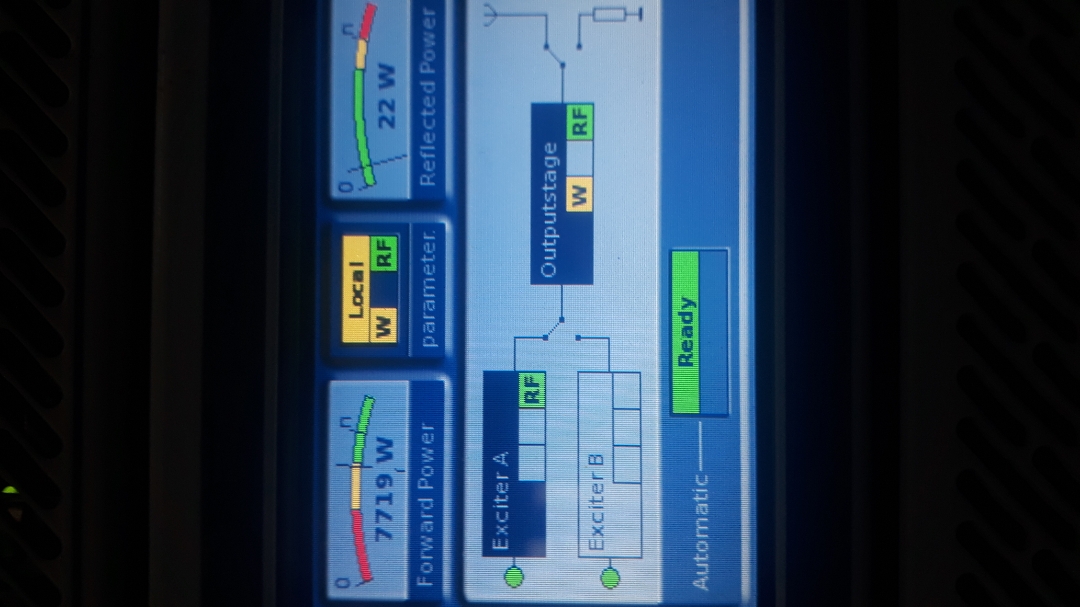 0 n
7719 W
Forward Power
Local
W RF
parameter.
0 n
22 W
Reflected Power
Exciter A
RF
Outputstage
W RF
Exciter B
Automatic
Ready